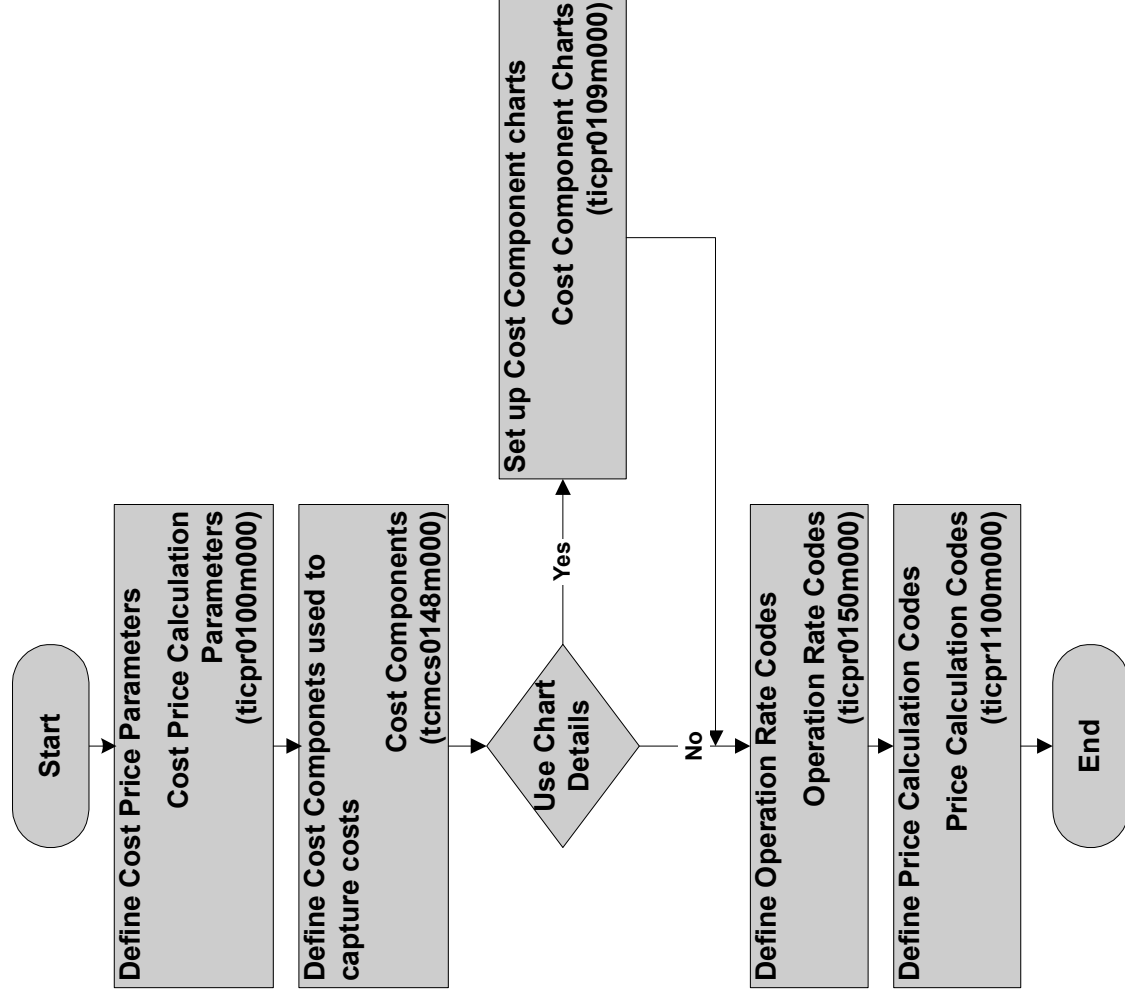 Start
Define Cost Price Parameters
Cost Price Calculation
Parameters
(ticpr0100m000)
Define Cost Componets used to
capture costs
Cost Components
(tcmcs0148m000)
Use Chart
Details
Yes
Set up Cost Component charts
Cost Component Charts
(ticpr0109m000)
No
Define Operation Rate Codes
Operation Rate Codes
(ticpr0150m000)
Define Price Calculation Codes
Price Calculation Codes
(ticpr1100m000)
End